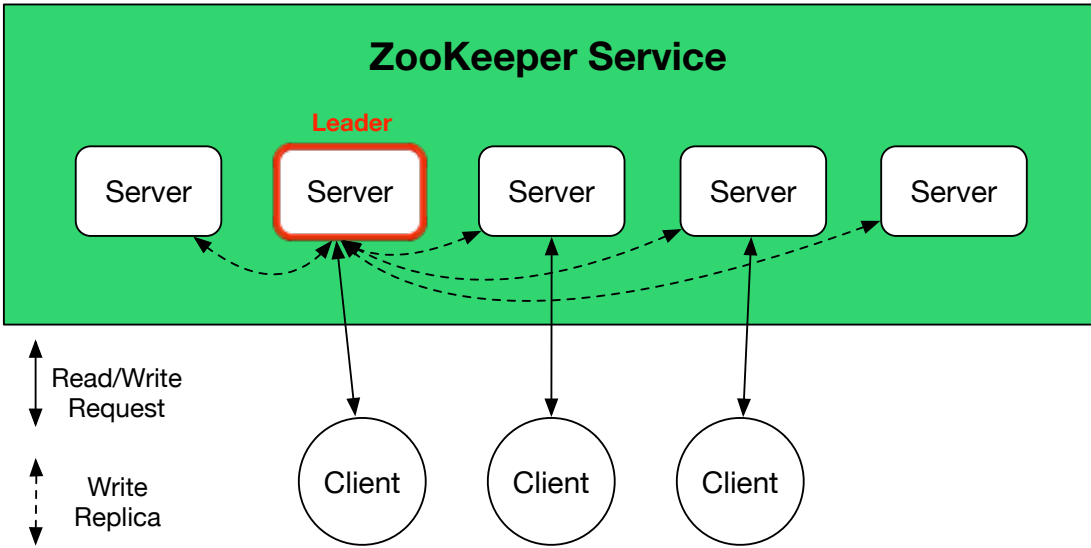 ZooKeeper Service
Leader
Server
Server
Server
Server
Server
Read/Write
Request
Client
Client
Client
Write
Replica